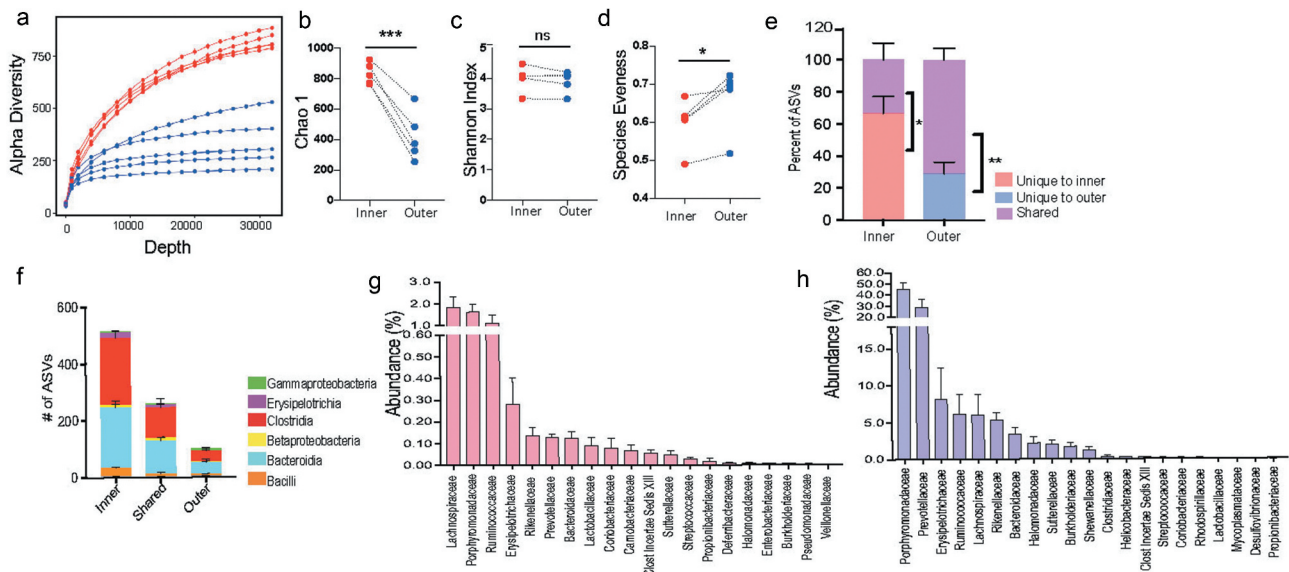 a
Alpha Diversity
750
500
250
0
0
10000
20000
30000
Depth
b
***
Chao 1
1000
800
600
400
200
0
Inner
Outer
c
ns
Shannon Index
5
4
3
2
1
0
Inner
Outer
d
*
Species Eveness
0.8
0.7
0.6
0.5
0.4
Inner
Outer
e
Percent of ASVs
120
100
80
60
40
20
0
*
**
Inner
Outer
Unique to inner
Unique to outer
Shared
f
# of ASVs
600
400
200
0
Inner
Shared
Outer
Gammaproteobacteria
Erysipelotrichia
Clostridia
Betaproteobacteria
Bacteroidia
Bacilli
g
Abundance (%)
3.0
2.0
1.0
0.60
0.50
0.40
0.30
0.20
0.10
0.00
Lachnospiraceae
Porphyromonadaceae
Ruminococcaceae
Erysipelotrichaceae
Rikenellaceae
Prevotellaceae
Bacteroidaceae
Lactobacillaceae
Coriobacteriaceae
Carnobacteriaceae
Clost Incertae Sedis XIII
Sutterellaceae
Streptococcaceae
Propionibacteriaceae
Deferribacteraceae
Halomonadaceae
Enterobacteriaceae
Burkholderiaceae
Pseudomonadaceae
Veillonellaceae
h
Abundance (%)
60.0
50.0
40.0
30.0
20.0
15.0
10.0
5.0
0.0
Porphyromonadaceae
Prevotellaceae
Erysipelotrichaceae
Ruminococcaceae
Lachnospiraceae
Rikenellaceae
Bacteroidaceae
Halomonadaceae
Sutterellaceae
Burkholderiaceae
Shewanellaceae
Clostridiaceae
Helicobacteraceae
Clost Incertae Sedis XIII
Streptococcaceae
Coriobacteriaceae
Rhodospirillaceae
Lactobacillaceae
Mycoplasmataceae
Desulfovibrionaceae
Propionibacteriaceae